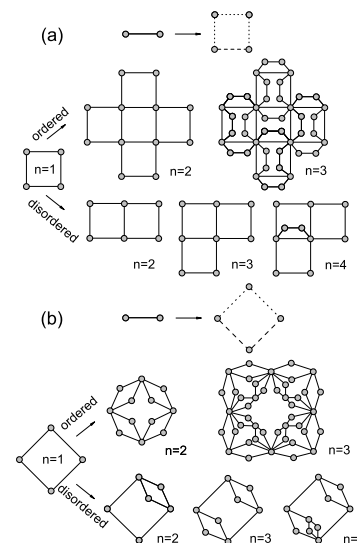 (a)
ordered
n=1
n=2
n=3
disordered
n=2
n=3
n=4
(b)
ordered
n=1
n=2
n=3
disordered
n=2
n=3
n=